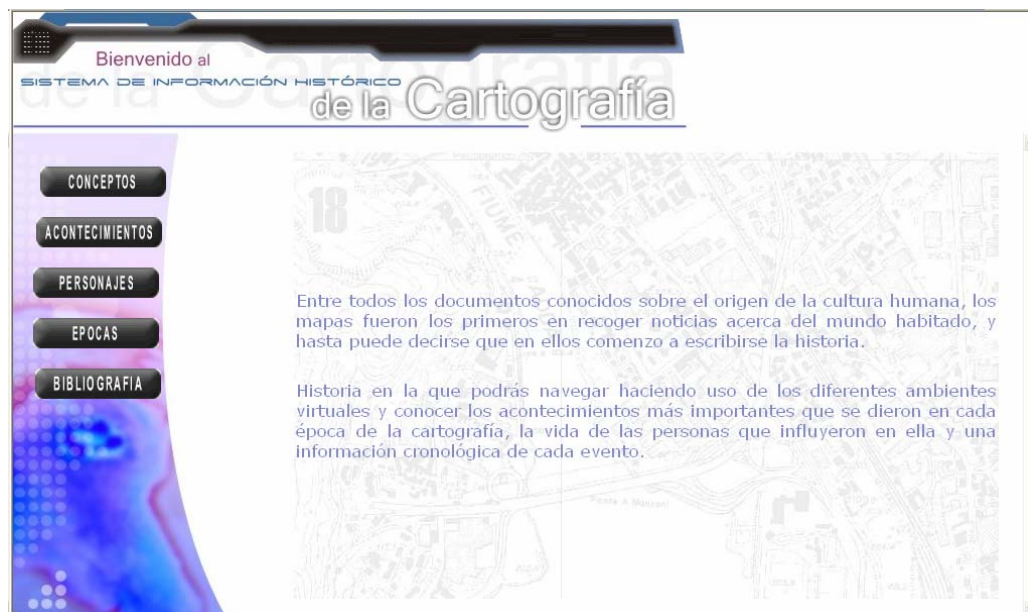 Bienvenido al
SISTEMA DE INFORMACIÓN HISTÓRICO
de la Cartografía
CONCEPTOS
ACONTECIMIENTOS
PERSONAJES
EPOCAS
BIBLIOGRAFIA
18
Entre todos los documentos conocidos sobre el origen de la cultura humana, los
mapas fueron los primeros en recoger noticias acerca del mundo habitado, y
hasta puede decirse que en ellos comenzo a escribirse la historia.
Historia en la que podrás navegar haciendo uso de los diferentes ambientes
virtuales y conocer los acontecimientos más importantes que se dieron en cada
época de la cartografía, la vida de las personas que influyeron en ella y una
información cronológica de cada evento.